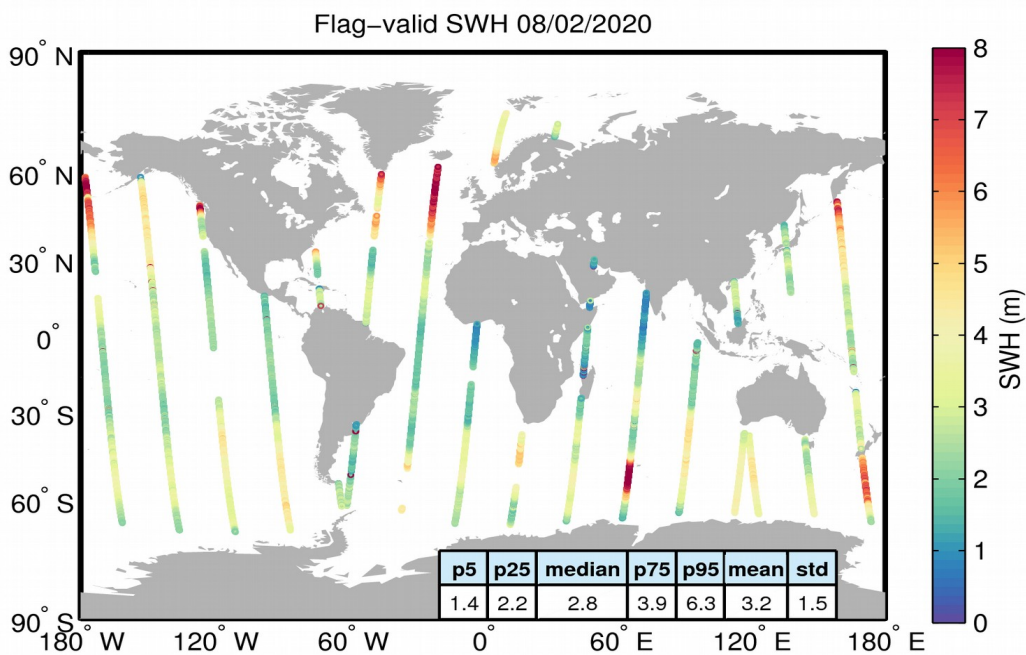 Flag–valid SWH 08/02/2020
90° N
60° N
30° N
0°
30° S
60° S
90° S
180° W
120° W
60° W
0°
60° E
120° E
180° E
p5 p25 median p75 p95 mean std
1.4 2.2 2.8 3.9 6.3 3.2 1.5
8
7
6
5
4
3
2
1
0
SWH (m)